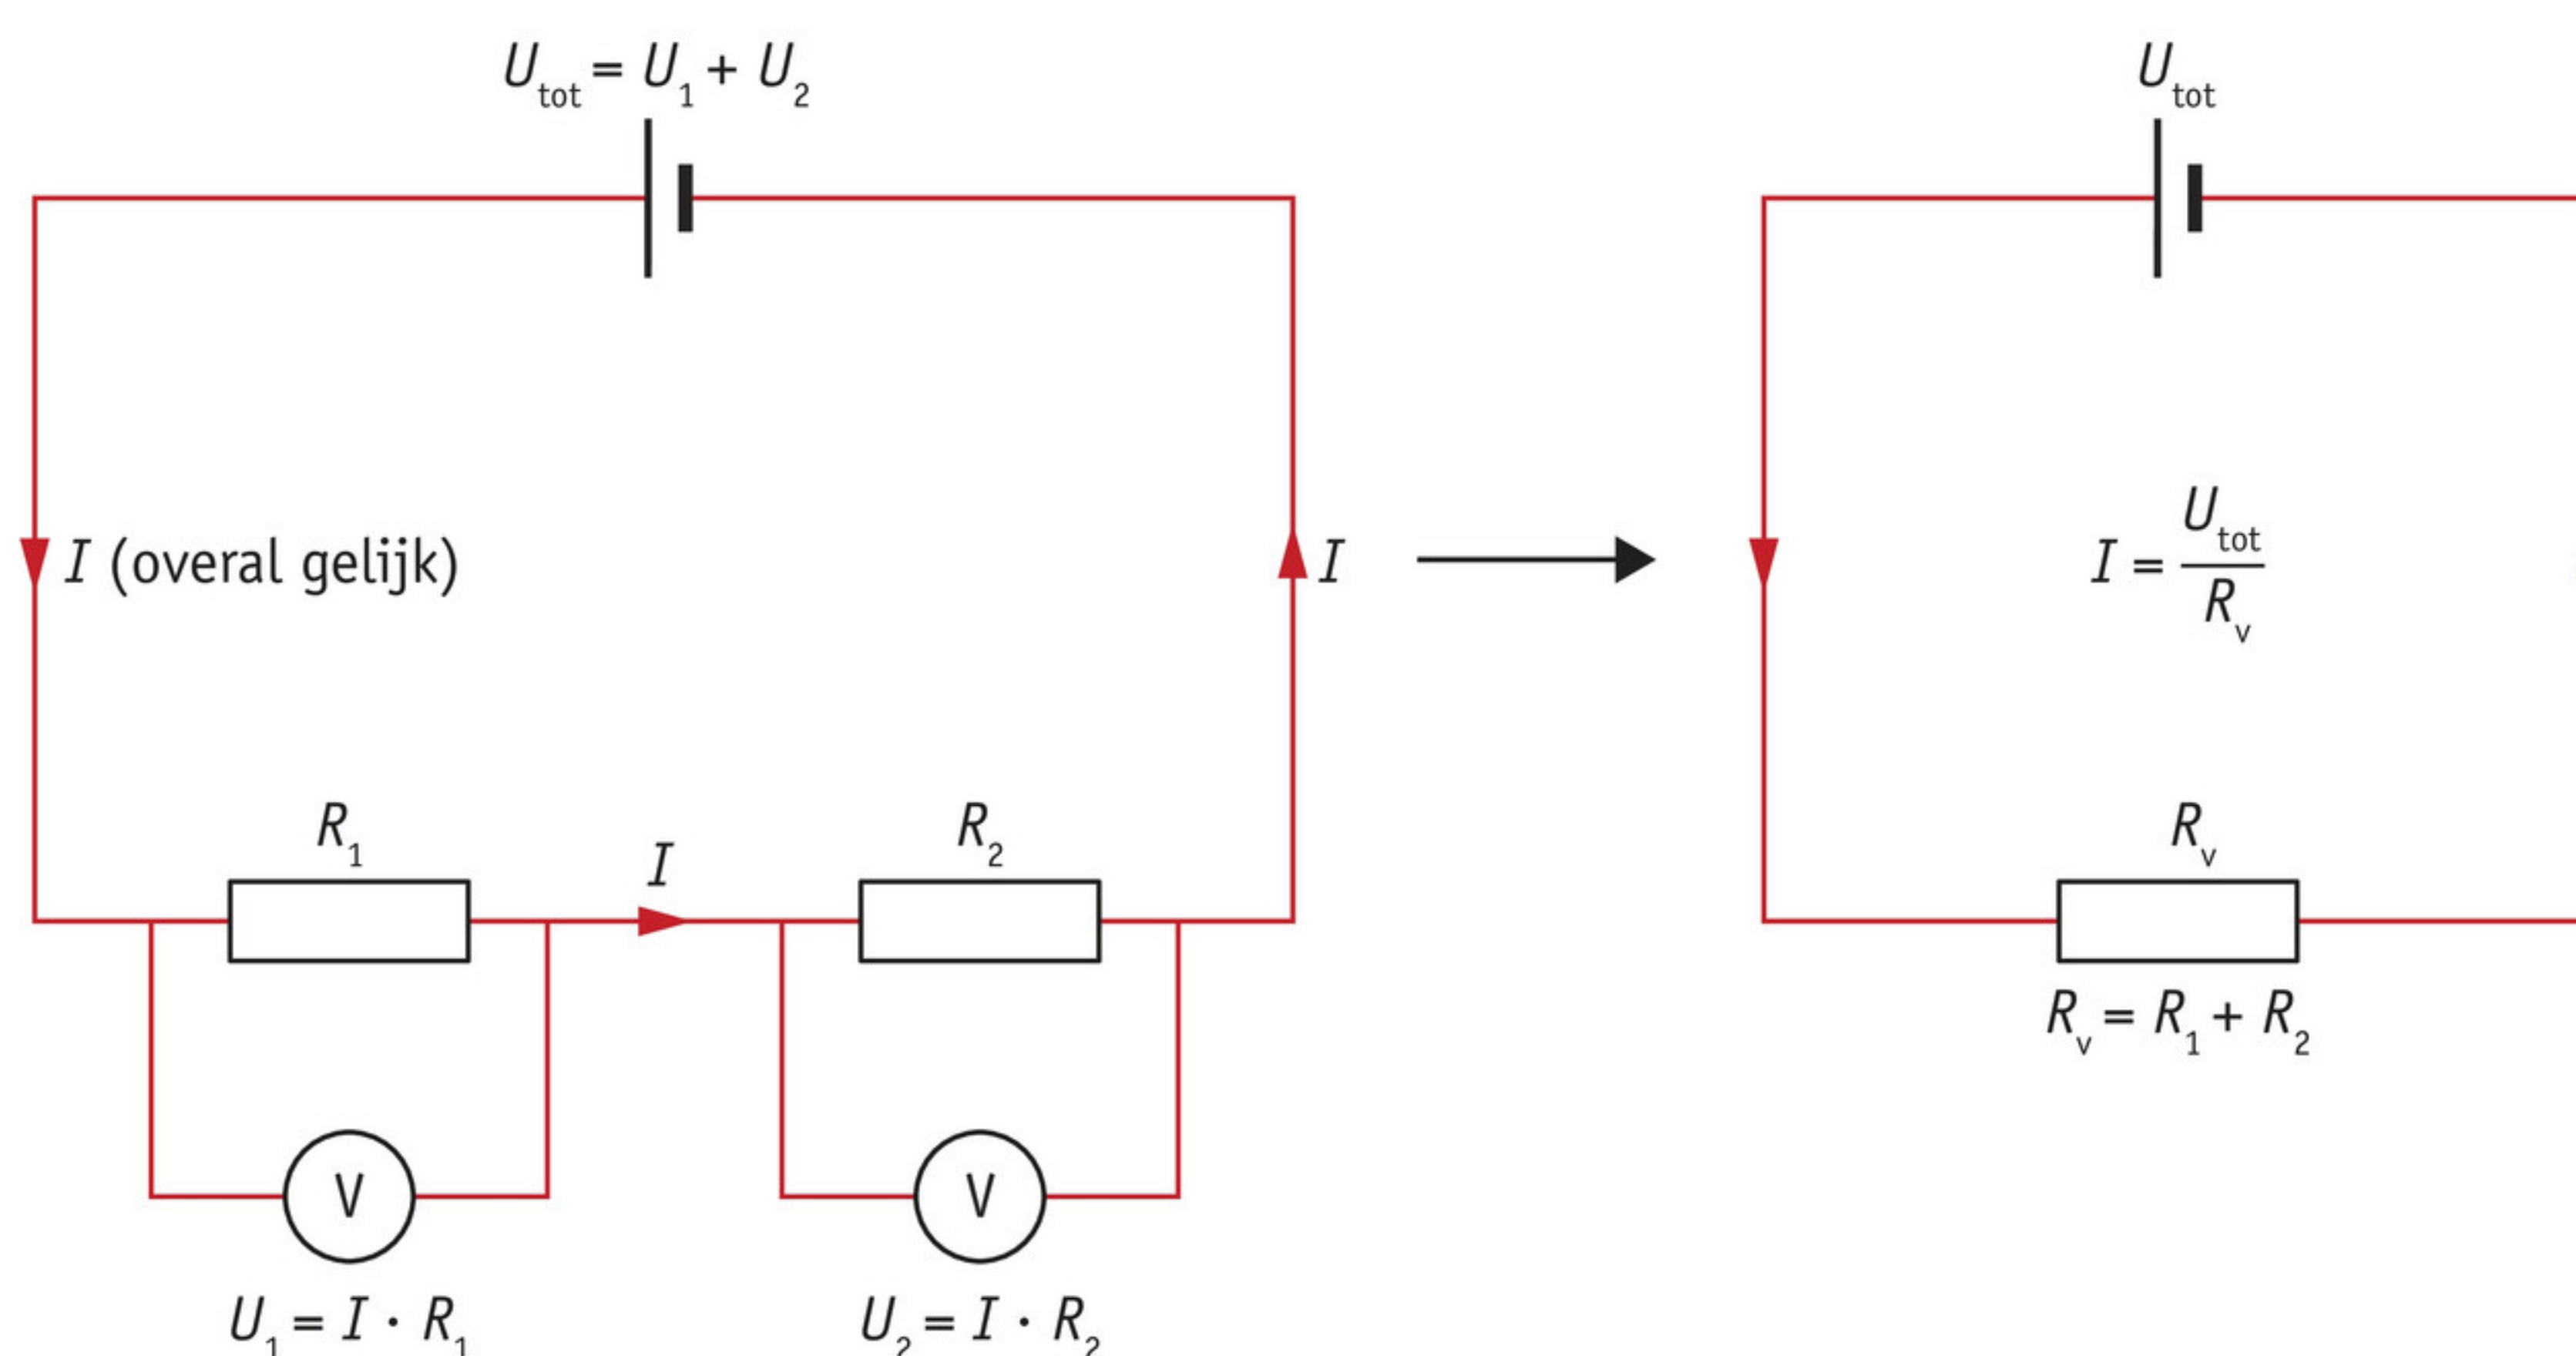 U_tot = U_1 + U_2
U_tot
I (overal gelijk)
I
I = U_tot / R_v
R_1
I
R_2
R_v
R_v = R_1 + R_2
V
V
U_1 = I · R_1
U_2 = I · R_2